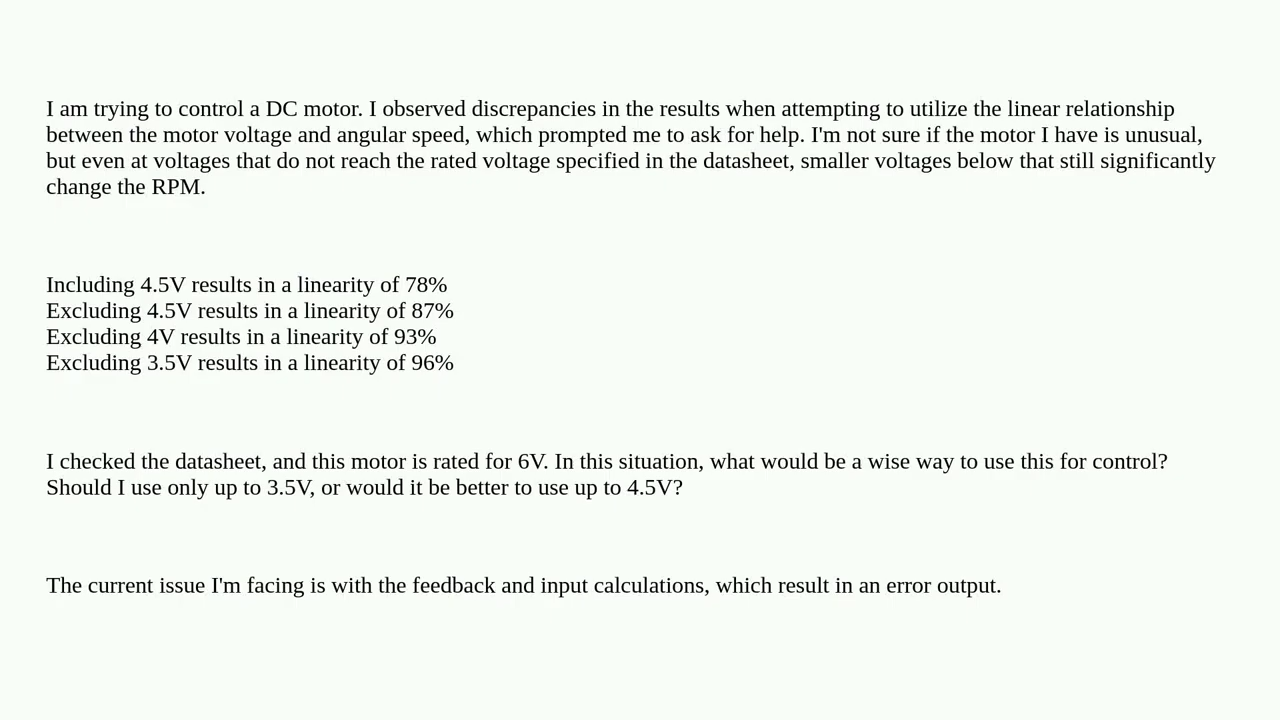 I am trying to control a DC motor. I observed discrepancies in the results when attempting to utilize the linear relationship
between the motor voltage and angular speed, which prompted me to ask for help. I'm not sure if the motor I have is unusual,
but even at voltages that do not reach the rated voltage specified in the datasheet, smaller voltages below that still significantly
change the RPM.
Including 4.5V results in a linearity of 78%
Excluding 4.5V results in a linearity of 87%
Excluding 4V results in a linearity of 93%
Excluding 3.5V results in a linearity of 96%
I checked the datasheet, and this motor is rated for 6V. In this situation, what would be a wise way to use this for control?
Should I use only up to 3.5V, or would it be better to use up to 4.5V?
The current issue I'm facing is with the feedback and input calculations, which result in an error output.